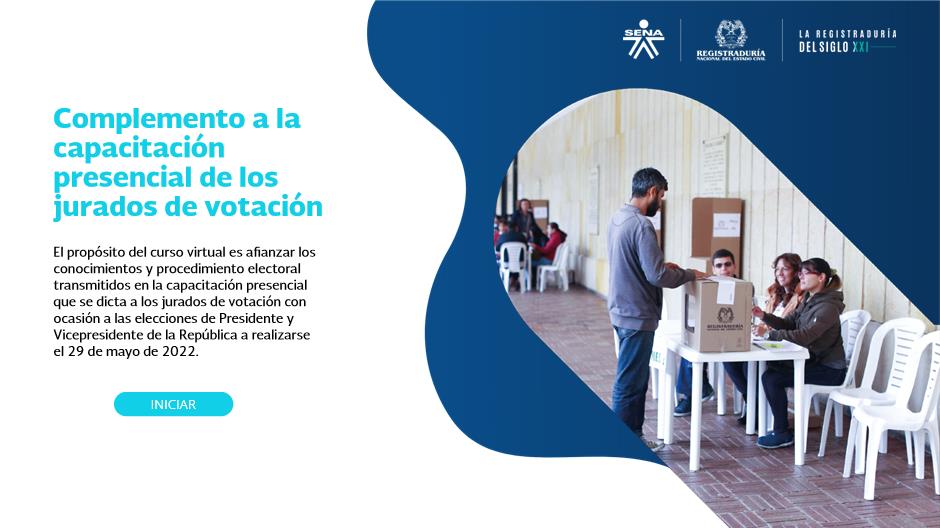 SENA
REGISTRADURÍA
NACIONAL DEL ESTADO CIVIL
LA REGISTRADURÍA
DEL SIGLO XXI
Complemento a la
capacitación
presencial de los
jurados de votación
El propósito del curso virtual es afianzar los
conocimientos y procedimiento electoral
transmitidos en la capacitación presencial
que se dicta a los jurados de votación con
ocasión a las elecciones de Presidente y
Vicepresidente de la República a realizarse
el 29 de mayo de 2022.
INICIAR
REGISTRADURÍA